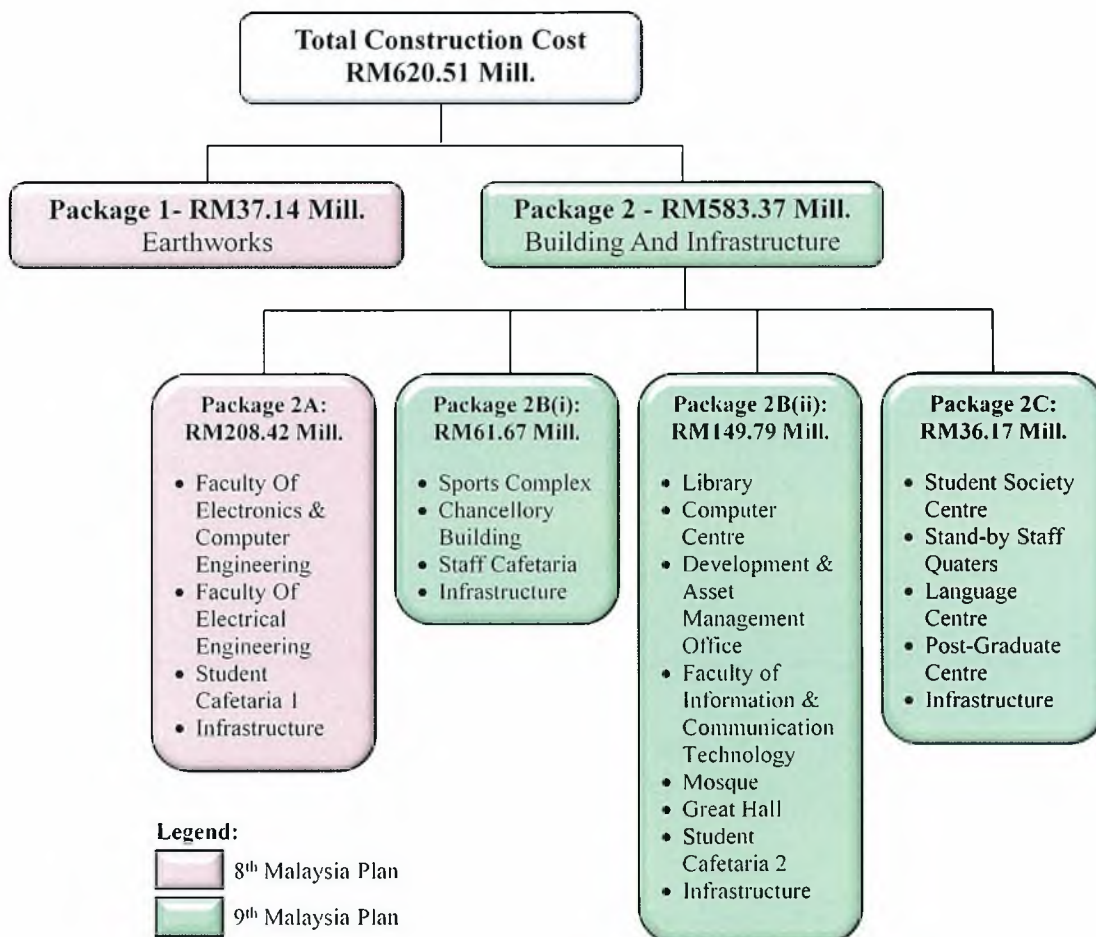 Total Construction Cost
RM620.51 Mill.
Package 1- RM37.14 Mill.
Earthworks
Package 2 - RM583.37 Mill.
Building And Infrastructure
Package 2A:
RM208.42 Mill.
• Faculty Of
Electronics &
Computer
Engineering
• Faculty Of
Electrical
Engineering
• Student
Cafetaria 1
• Infrastructure
Package 2B(i):
RM61.67 Mill.
• Sports Complex
• Chancellory
Building
• Staff Cafetaria
• Infrastructure
Package 2B(ii):
RM149.79 Mill.
• Library
• Computer
Centre
• Development &
Asset
Management
Office
• Faculty of
Information &
Communication
Technology
• Mosque
• Great Hall
• Student
Cafetaria 2
• Infrastructure
Package 2C:
RM36.17 Mill.
• Student Society
Centre
• Stand-by Staff
Quaters
• Language
Centre
• Post-Graduate
Centre
• Infrastructure
Legend:
8th Malaysia Plan
9th Malaysia Plan